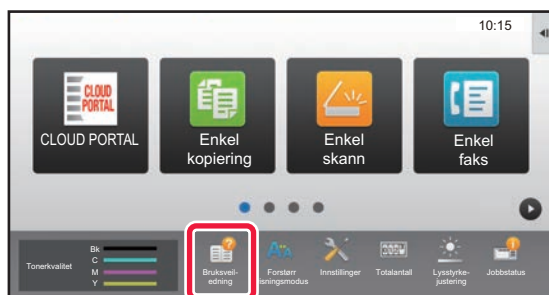 10:15
CLOUD
PORTAL
CLOUD PORTAL
Enkel
kopiering
Enkel
skann
Enkel
faks
Tonerkvalitet
Bk
C
M
Y
Bruksveil-
edning
Forstørr
isningsmodus
Innstillinger
Totalantall
Lysstyrke-
justering
Jobbstatus